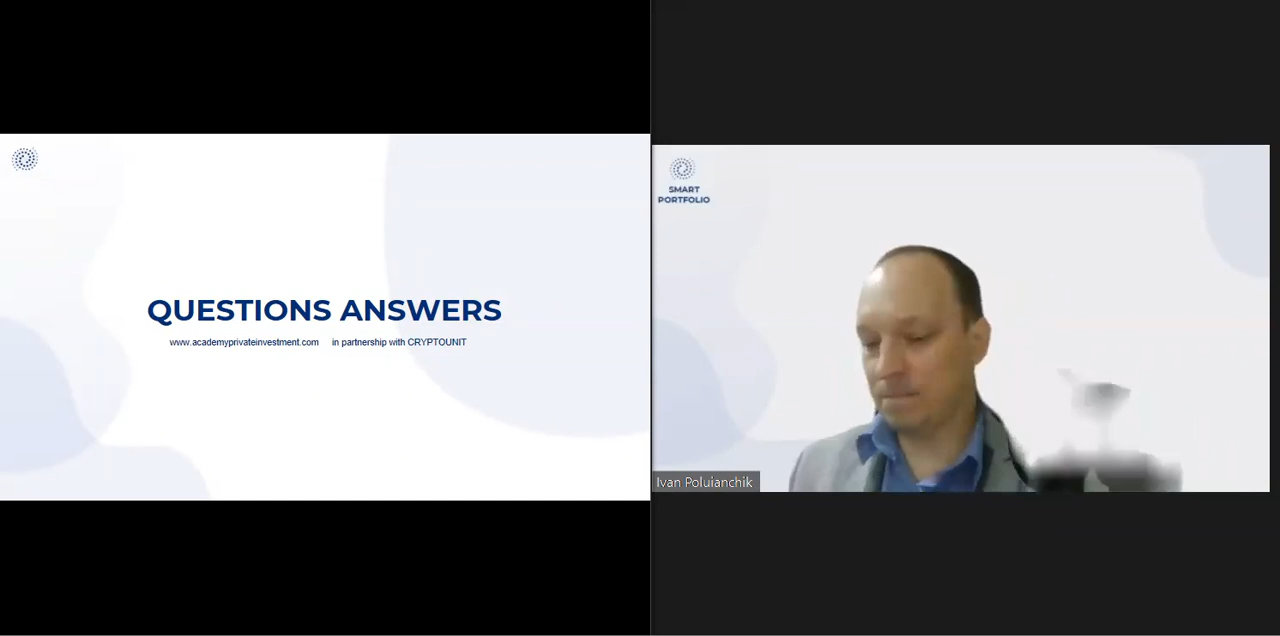 QUESTIONS ANSWERS
www.academyprivateinvestment.com in partnership with CRYPTOUNIT
SMART
PORTFOLIO
Ivan Poluianchik